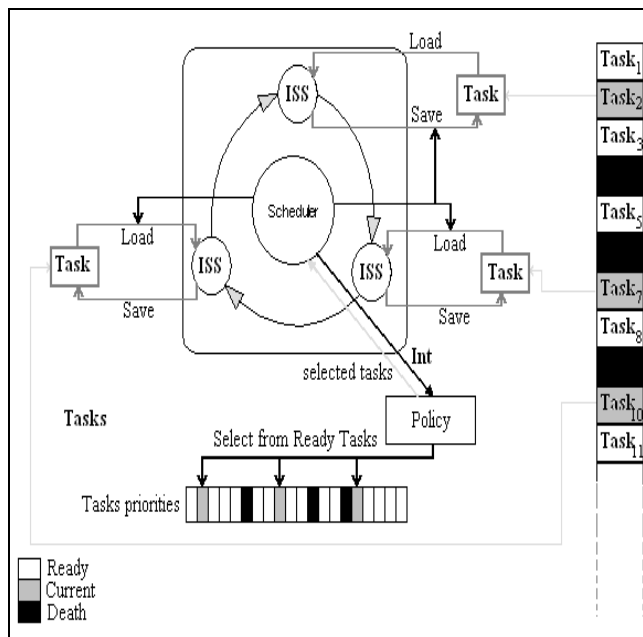 Load
Task₁
ISS
Task
Task₂
Save
Task₃
Scheduler
Task₅
Load
Load
Task
ISS
ISS
Task
Task₇
Save
Save
Task₈
Int
selected tasks
Tasks
Policy
Task₁₀
Select from Ready Tasks
Task₁₁
Tasks priorities
Ready
Current
Death